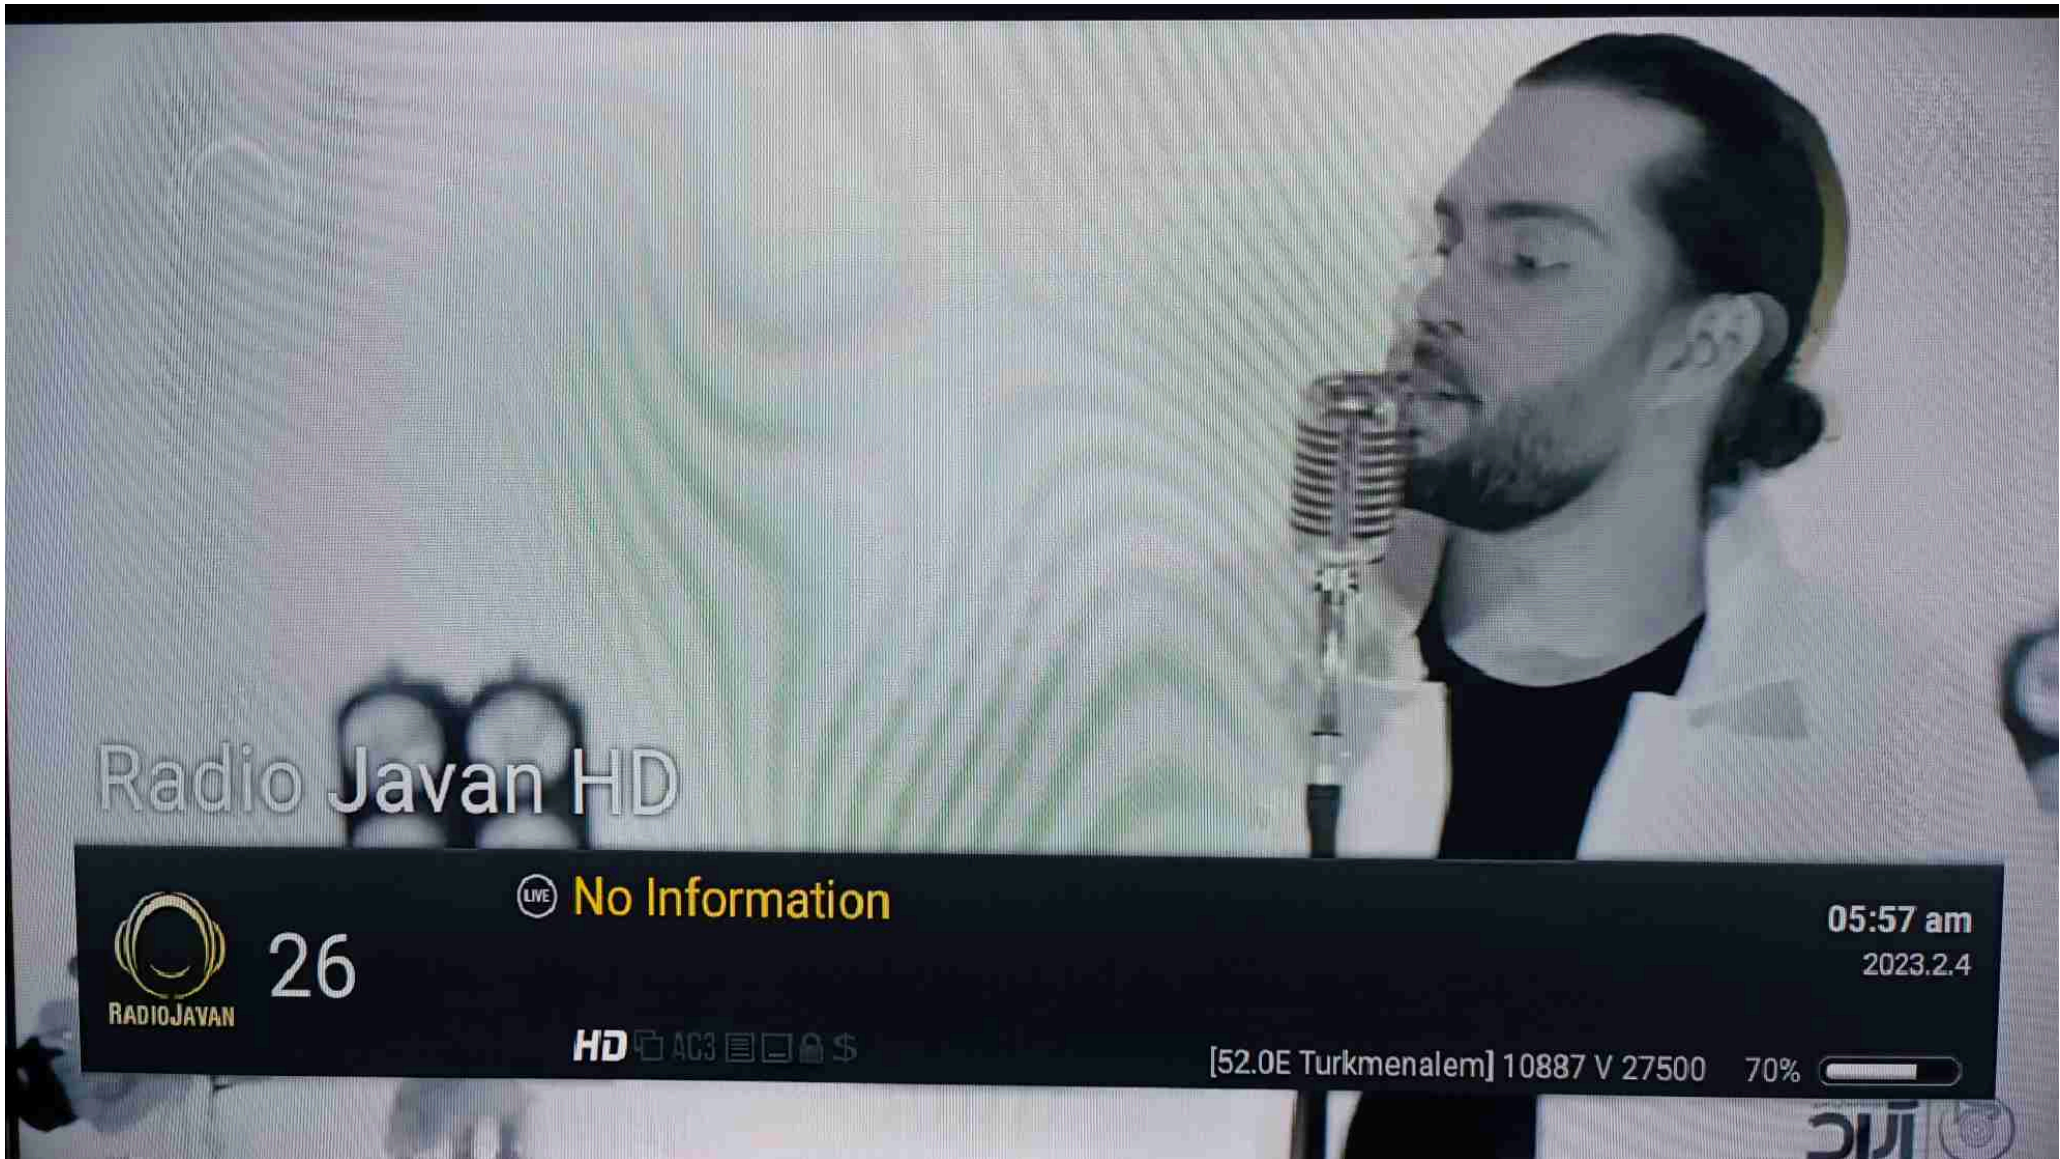 Radio Javan HD
LIVE No Information
05:57 am
2023.2.4
26
RADIOJAVAN
HD AC3 $
[52.0E Turkmenalem] 10887 V 27500 70%